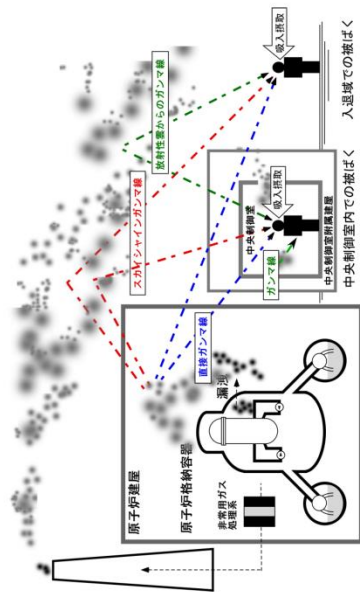 原子炉建屋
原子炉格納容器
非常用ガス
処理系
漏洩
直接ガンマ線
スカイシャインガンマ線
放射性雲からのガンマ線
中央制御室
吸入摂取
ガンマ線
中央制御室附属建屋
中央制御室内での被ばく
吸入摂取
入退域での被ばく